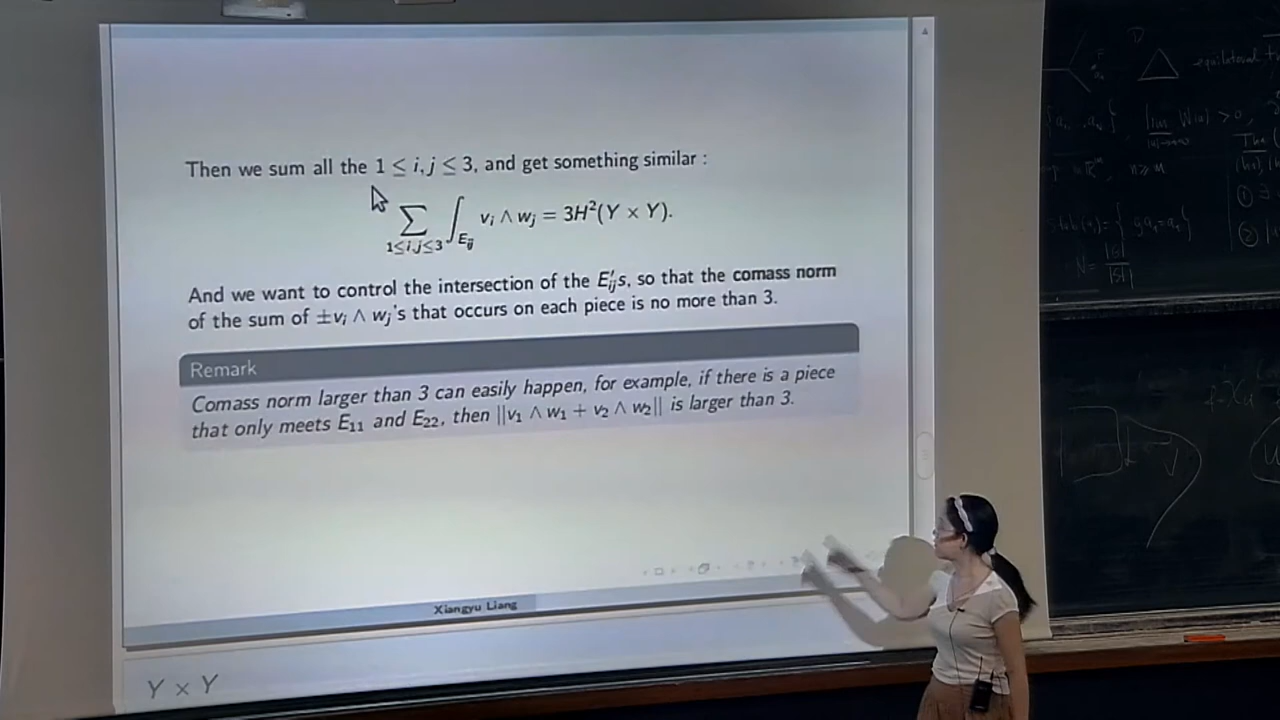 Then we sum all the 1 ≤ i, j ≤ 3, and get something similar :
∑_{1≤i,j≤3} ∫_{E_{ij}} v_i ∧ w_j = 3H²(Y × Y).
And we want to control the intersection of the E'_{ij}s, so that the comass norm
of the sum of ±v_i ∧ w_j's that occurs on each piece is no more than 3.
Remark
Comass norm larger than 3 can easily happen, for example, if there is a piece
that only meets E_{11} and E_{22}, then ||v_1 ∧ w_1 + v_2 ∧ w_2|| is larger than 3.
Xiangyu Liang
Y × Y
D
equilateral
> 0,
n ≥ m
N = |G| / |S|
①
②